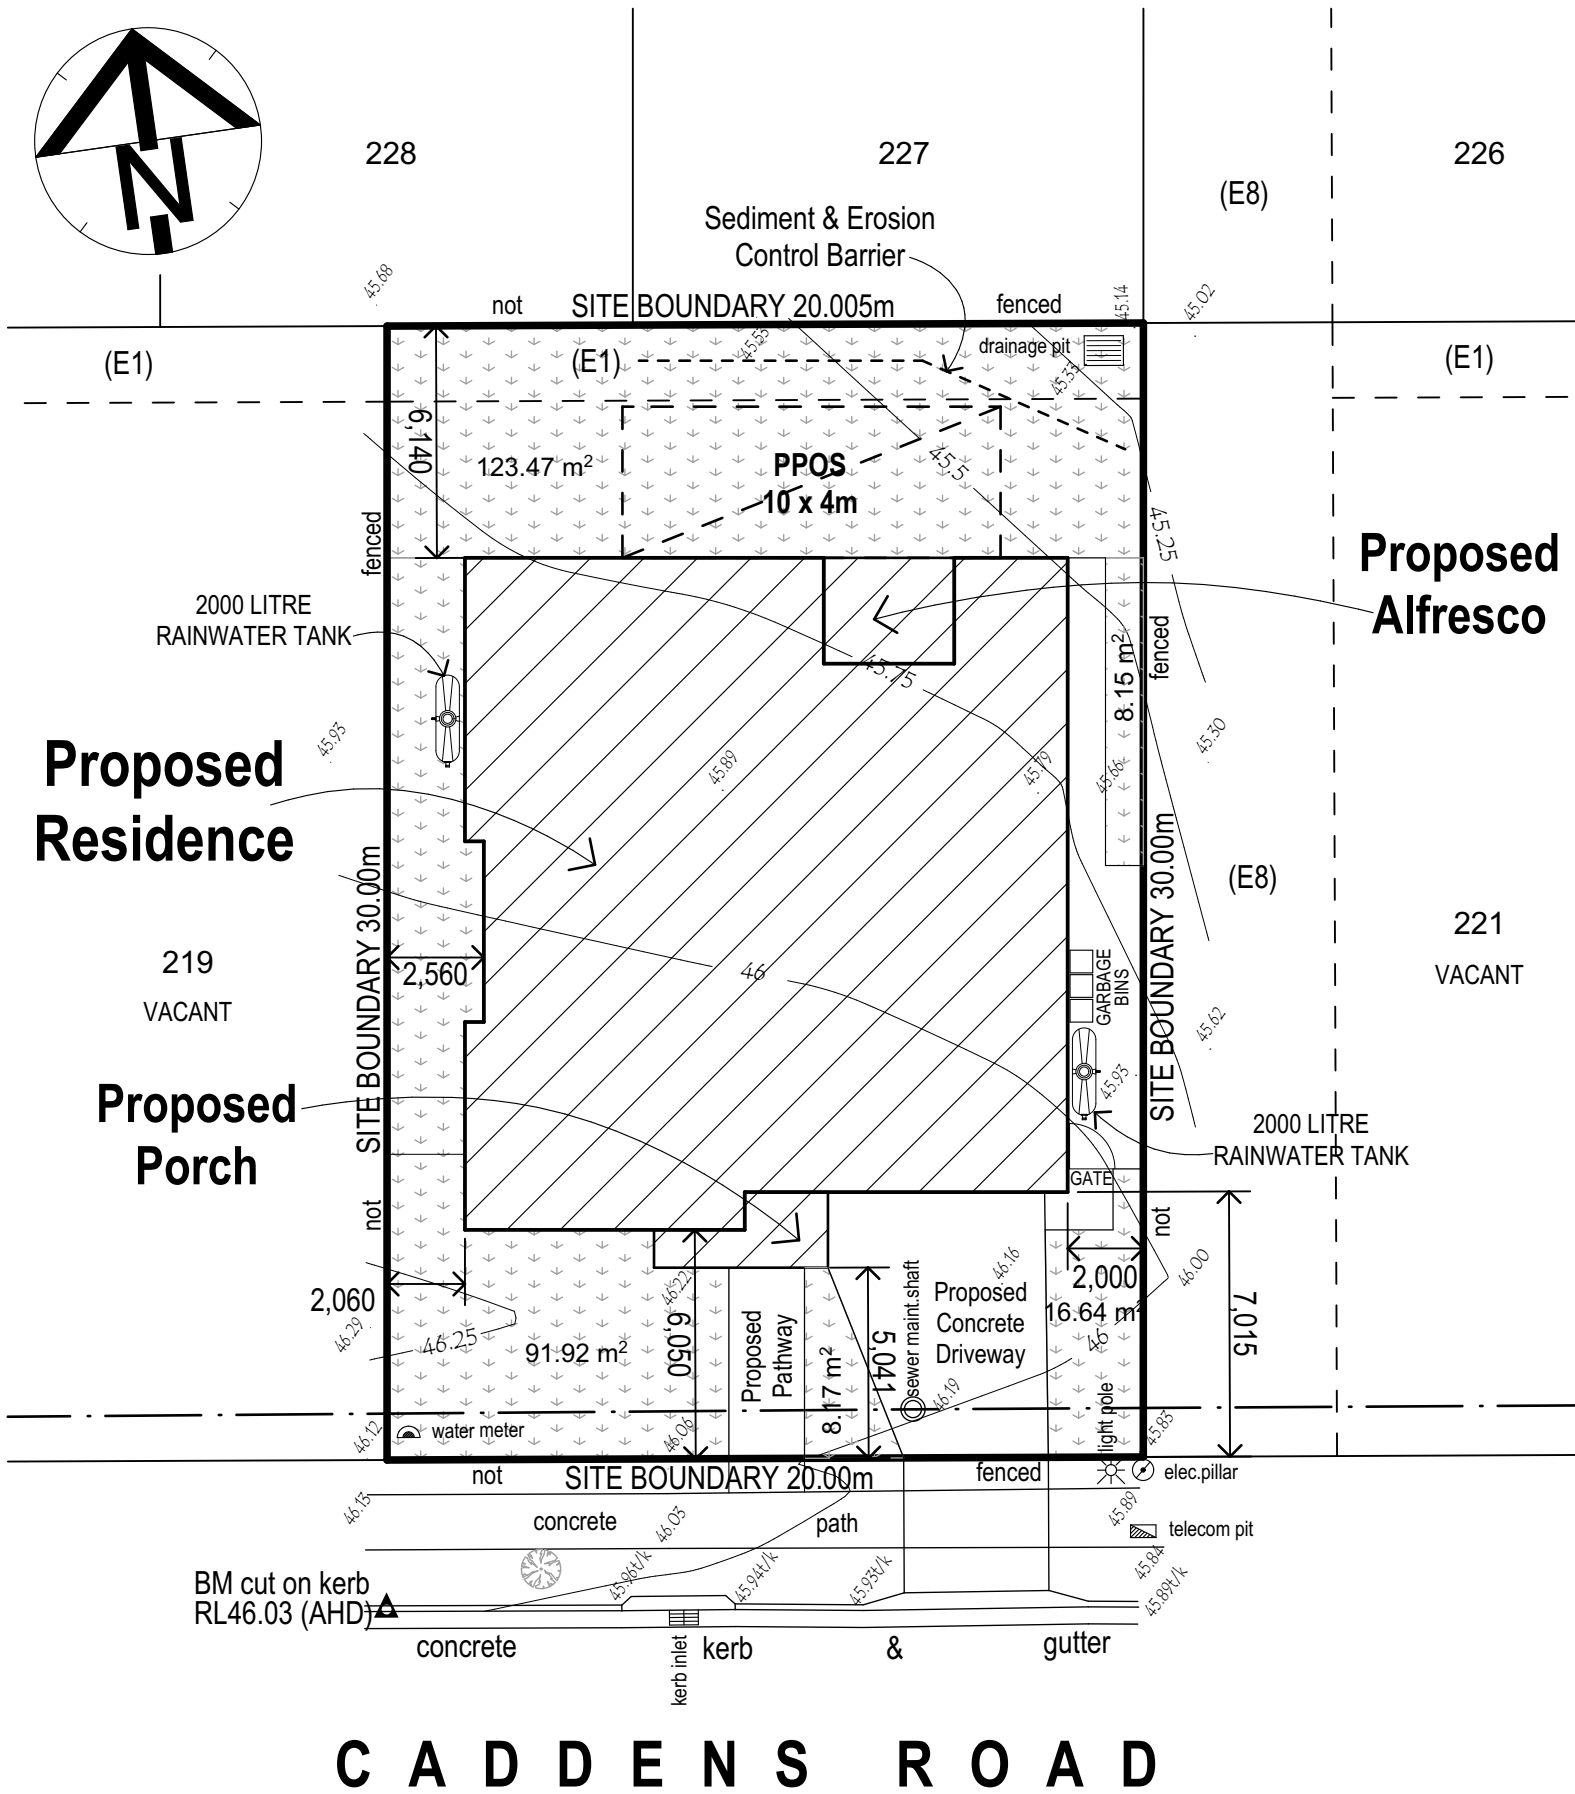 N
228
227
226
(E8)
Sediment & Erosion
Control Barrier
45.68
45.14
45.02
not
SITE BOUNDARY 20.005m
fenced
(E1)
(E1)
45.55
drainage pit
45.33
(E1)
6,140
123.47 m²
PPOS
10 x 4m
45.5
45.25
fenced
Proposed
Alfresco
2000 LITRE
RAINWATER TANK
fenced
8.15 m²
45.75
45.93
45.89
45.79
45.66
45.30
Proposed
Residence
SITE BOUNDARY 30.00m
SITE BOUNDARY 30.00m
(E8)
219
VACANT
2,560
46
GARBAGE
BINS
221
VACANT
45.62
45.93
Proposed
Porch
2000 LITRE
RAINWATER TANK
GATE
not
not
2,060
46.29
46.25
91.92 m²
46.22
6,050
Proposed
Pathway
8.17 m²
5,041
sewer maint.shaft
46.16
Proposed
Concrete
Driveway
46.19
2,000
16.64 m²
46
46.00
7,015
light pole
46.12
water meter
46.06
45.83
not
SITE BOUNDARY 20.00m
fenced
elec.pillar
46.13
concrete
46.03
path
45.89
telecom pit
BM cut on kerb
RL46.03 (AHD)
45.96t/k
45.94t/k
45.93t/k
45.84
45.89t/k
concrete
kerb inlet
kerb
&
gutter
CADDENS ROAD